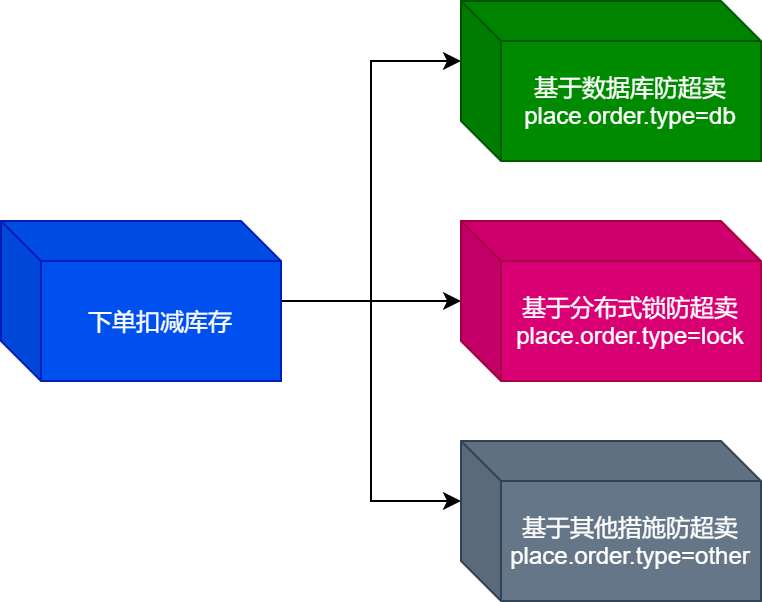 基于数据库防超卖
place.order.type=db
下单扣减库存
基于分布式锁防超卖
place.order.type=lock
基于其他措施防超卖
place.order.type=other